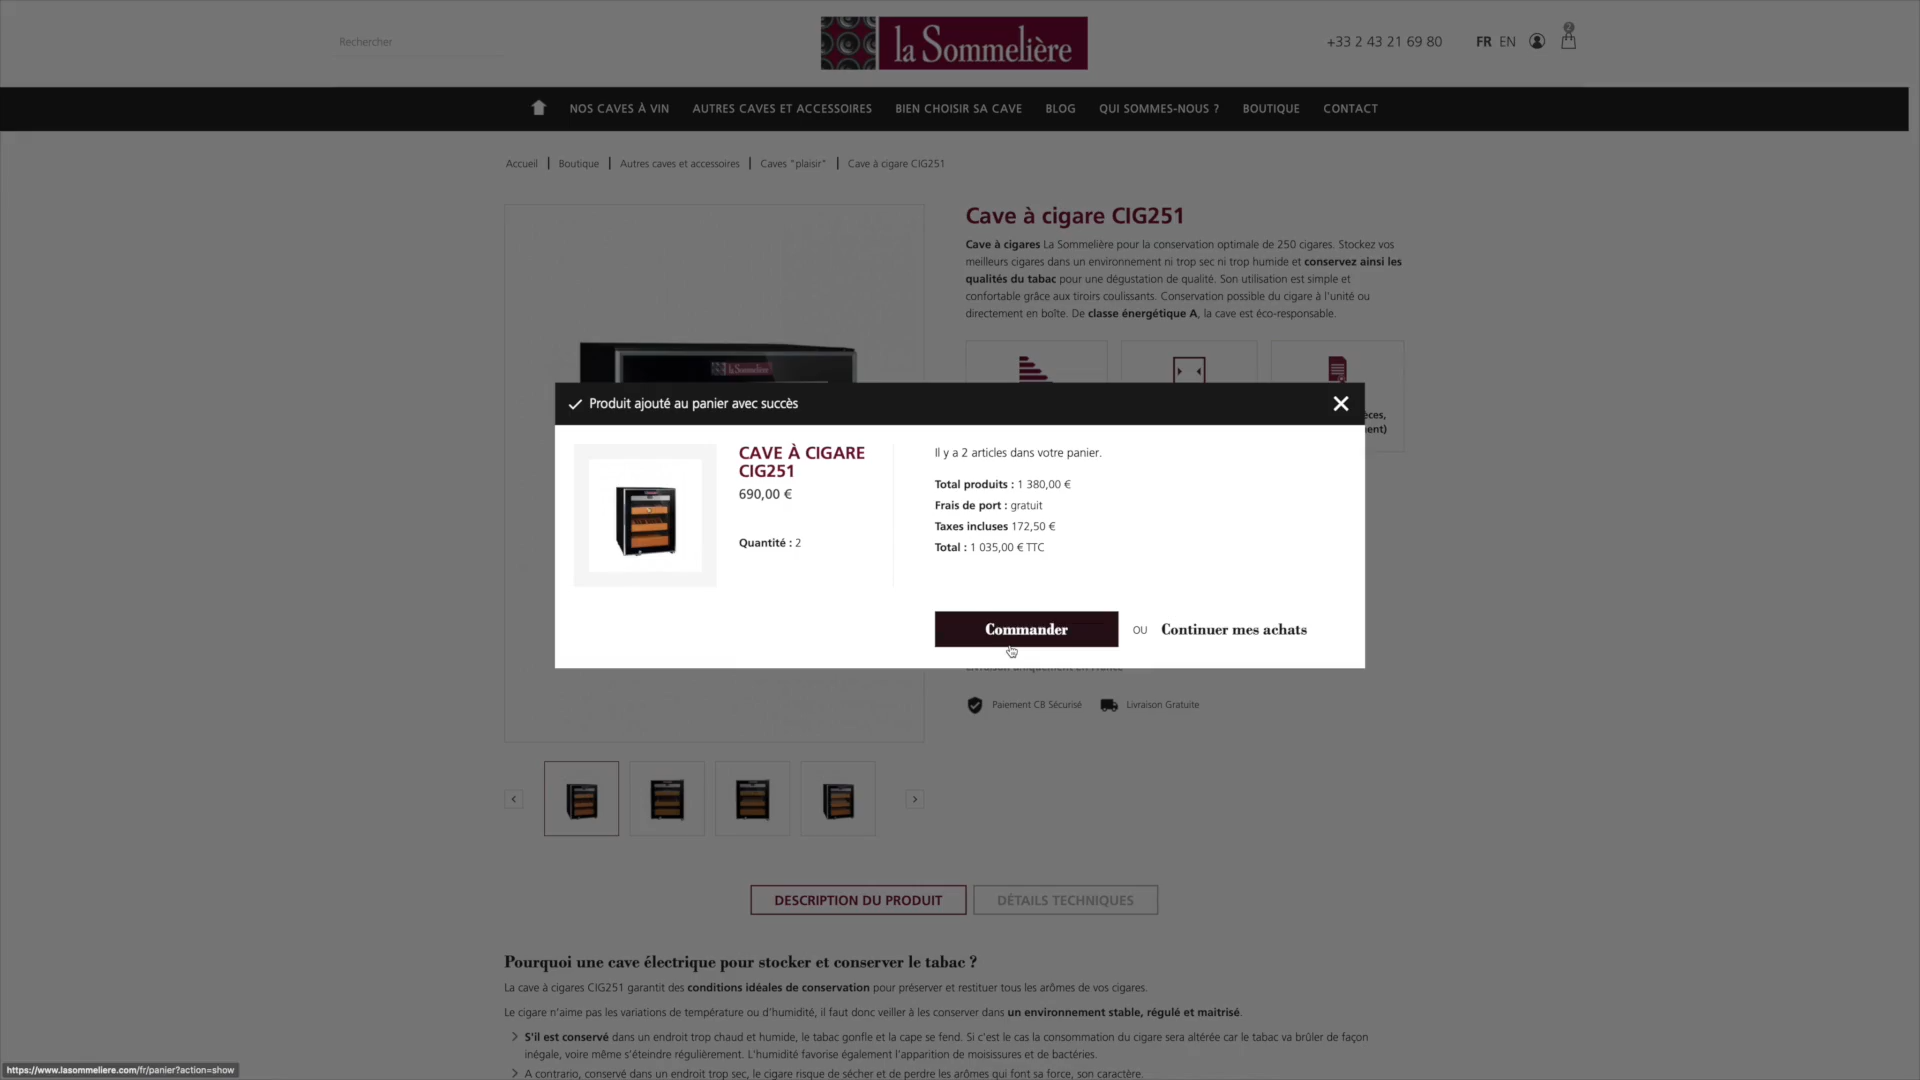 Rechercher
la Sommelière
+33 2 43 21 69 80
FR EN
2
NOS CAVES À VIN
AUTRES CAVES ET ACCESSOIRES
BIEN CHOISIR SA CAVE
BLOG
QUI SOMMES-NOUS ?
BOUTIQUE
CONTACT
Accueil | Boutique | Autres caves et accessoires | Caves "plaisir" | Cave à cigare CIG251
Cave à cigare CIG251
Cave à cigares La Sommelière pour la conservation optimale de 250 cigares. Stockez vos
meilleurs cigares dans un environnement ni trop sec ni trop humide et conservez ainsi les
qualités du tabac pour une dégustation de qualité. Son utilisation est simple et
confortable grâce aux tiroirs coulissants. Conservation possible du cigare à l'unité ou
directement en boîte. De classe énergétique A, la cave est éco-responsable.
la Sommelière
Produit ajouté au panier avec succès
CAVE À CIGARE
CIG251
690,00 €
Quantité : 2
Il y a 2 articles dans votre panier.
Total produits : 1 380,00 €
Frais de port : gratuit
Taxes incluses 172,50 €
Total : 1 035,00 € TTC
Commander
OU
Continuer mes achats
Paiement CB Sécurisé
Livraison Gratuite
DESCRIPTION DU PRODUIT
DÉTAILS TECHNIQUES
Pourquoi une cave électrique pour stocker et conserver le tabac ?
La cave à cigares CIG251 garantit des conditions idéales de conservation pour préserver et restituer tous les arômes de vos cigares.
Le cigare n'aime pas les variations de température ou d'humidité, il faut donc veiller à les conserver dans un environnement stable, régulé et maitrisé.
S'il est conservé dans un endroit trop chaud et humide, le tabac gonfle et la cape se fend. Si c'est le cas la consommation du cigare sera altérée car le tabac va brûler de façon
inégale, voire même s'éteindre régulièrement. L'humidité favorise également l'apparition de moisissures et de bactéries.
A contrario, conservé dans un endroit trop sec, le cigare risque de sécher et de perdre les arômes qui font sa force, son caractère.
https://www.lasommeliere.com/fr/panier?action=show